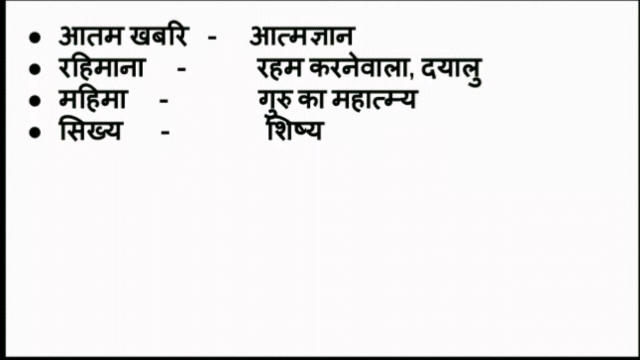 ● आतम खबरि - आत्मज्ञान
● रहिमाना - रहम करनेवाला, दयालु
● महिमा - गुरु का महात्म्य
● सिख्य - शिष्य